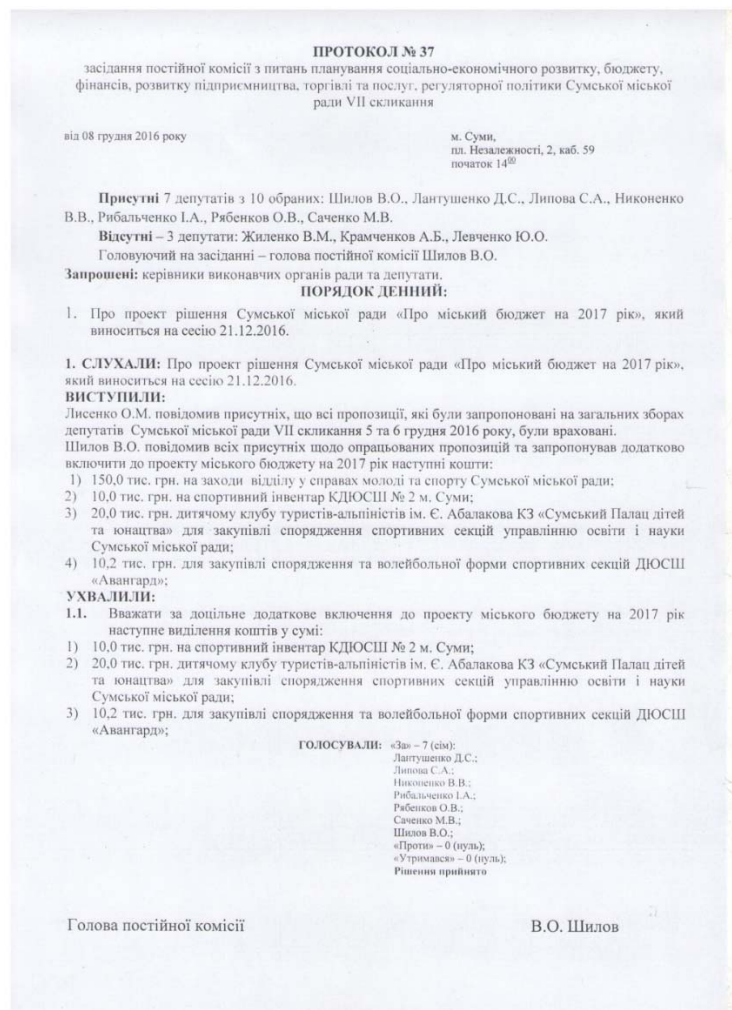 ПРОТОКОЛ № 37
засідання постійної комісії з питань планування соціально-економічного розвитку, бюджету,
фінансів, розвитку підприємництва, торгівлі та послуг, регуляторної політики Сумської міської
ради VII скликання
від 08 грудня 2016 року
м. Суми,
пл. Незалежності, 2, каб. 59
початок 14⁰⁰
Присутні 7 депутатів з 10 обраних: Шилов В.О., Лантушенко Д.С., Липова С.А., Никоненко
В.В., Рибальченко І.А., Рябенков О.В., Саченко М.В.
Відсутні – 3 депутати: Жиленко В.М., Крамченков А.Б., Левченко Ю.О.
Головуючий на засіданні – голова постійної комісії Шилов В.О.
Запрошені: керівники виконавчих органів ради та депутати.
ПОРЯДОК ДЕННИЙ:
1. Про проект рішення Сумської міської ради «Про міський бюджет на 2017 рік», який
виноситься на сесію 21.12.2016.
1. СЛУХАЛИ: Про проект рішення Сумської міської ради «Про міський бюджет на 2017 рік»,
який виноситься на сесію 21.12.2016.
ВИСТУПИЛИ:
Лисенко О.М. повідомив присутніх, що всі пропозиції, які були запропоновані на загальних зборах
депутатів Сумської міської ради VII скликання 5 та 6 грудня 2016 року, були враховані.
Шилов В.О. повідомив всіх присутніх щодо опрацьованих пропозицій та запропонував додатково
включити до проекту міського бюджету на 2017 рік наступні кошти:
1) 150,0 тис. грн. на заходи відділу у справах молоді та спорту Сумської міської ради;
2) 10,0 тис. грн. на спортивний інвентар КДЮСШ № 2 м. Суми;
3) 20,0 тис. грн. дитячому клубу туристів-альпіністів ім. Є. Абалакова КЗ «Сумський Палац дітей
та юнацтва» для закупівлі спорядження спортивних секцій управлінню освіти і науки
Сумської міської ради;
4) 10,2 тис. грн. для закупівлі спорядження та волейбольної форми спортивних секцій ДЮСШ
«Авангард»;
УХВАЛИЛИ:
1.1. Вважати за доцільне додаткове включення до проекту міського бюджету на 2017 рік
наступне виділення коштів у сумі:
1) 10,0 тис. грн. на спортивний інвентар КДЮСШ № 2 м. Суми;
2) 20,0 тис. грн. дитячому клубу туристів-альпіністів ім. Є. Абалакова КЗ «Сумський Палац дітей
та юнацтва» для закупівлі спорядження спортивних секцій управлінню освіти і науки
Сумської міської ради;
3) 10,2 тис. грн. для закупівлі спорядження та волейбольної форми спортивних секцій ДЮСШ
«Авангард»;
ГОЛОСУВАЛИ: «За» – 7 (сім):
Лантушенко Д.С.;
Липова С.А.;
Никоненко В.В.;
Рибальченко І.А.;
Рябенков О.В.;
Саченко М.В.;
Шилов В.О.;
«Проти» – 0 (нуль);
«Утримався» – 0 (нуль);
Рішення прийнято
Голова постійної комісії
В.О. Шилов